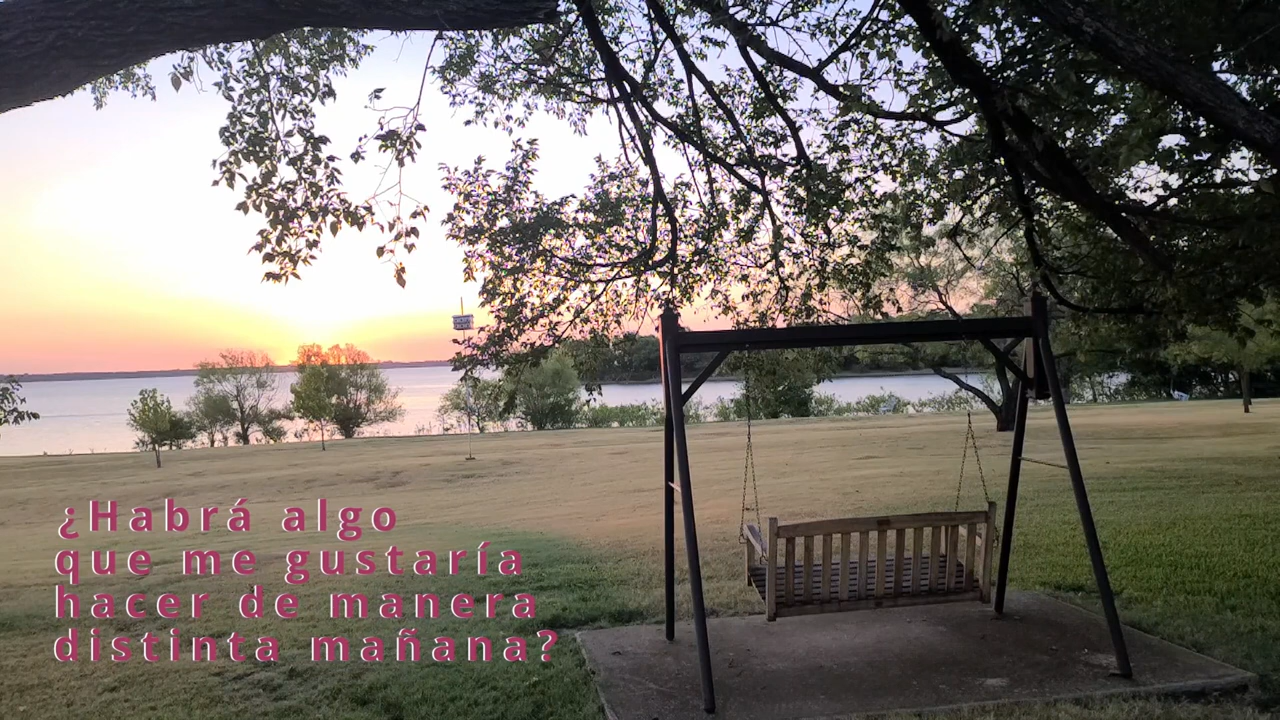 ¿Habrá algo
que me gustaría
hacer de manera
distinta mañana?